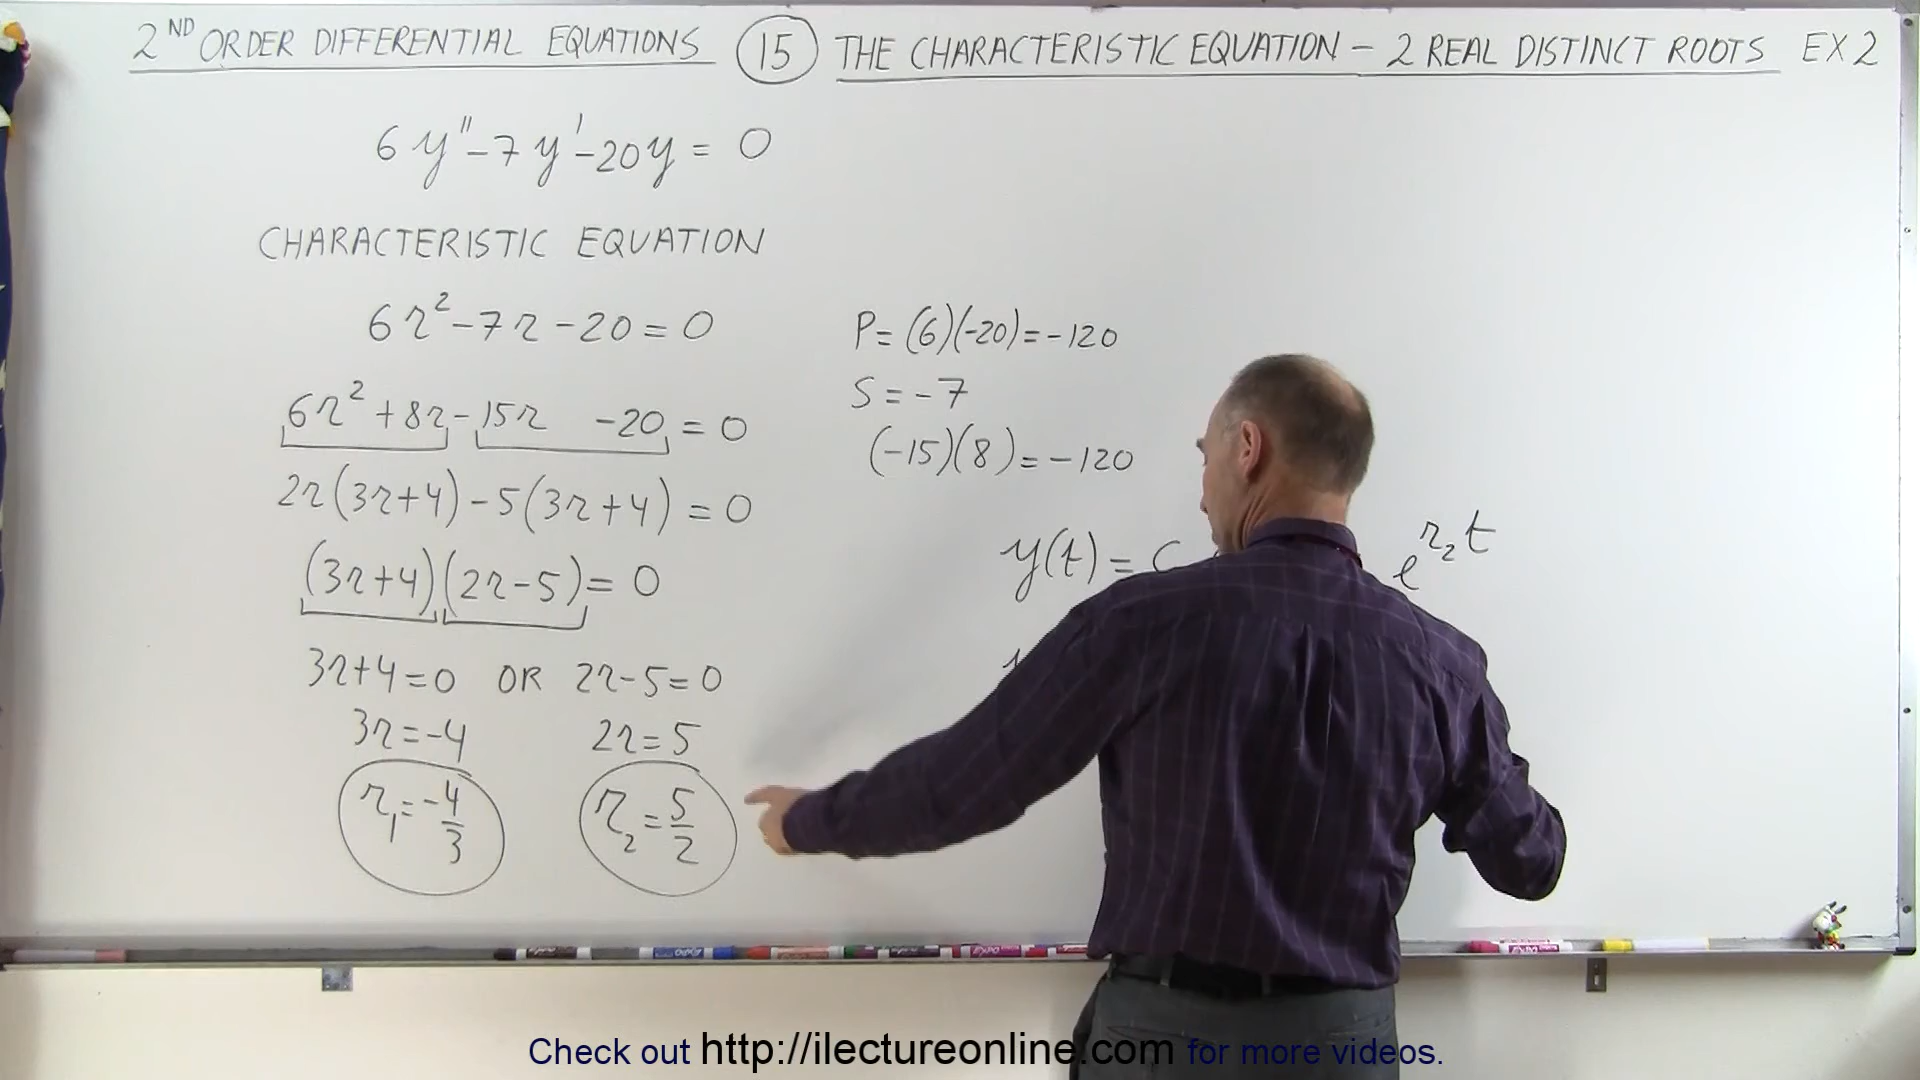 2ND ORDER DIFFERENTIAL EQUATIONS 15 THE CHARACTERISTIC EQUATION – 2 REAL DISTINCT ROOTS EX 2
6y'' – 7y' – 20y = 0
CHARACTERISTIC EQUATION
6r² – 7r – 20 = 0
6r² + 8r – 15r – 20 = 0
2r(3r+4) – 5(3r+4) = 0
(3r+4)(2r–5) = 0
3r+4=0 OR 2r–5=0
3r=–4 2r=5
r₁=–4/3 r₂=5/2
P=(6)(-20)=-120
S=-7
(-15)(8)=-120
y(t) = C e^r₂t
Check out http://ilectureonline.com for more videos.